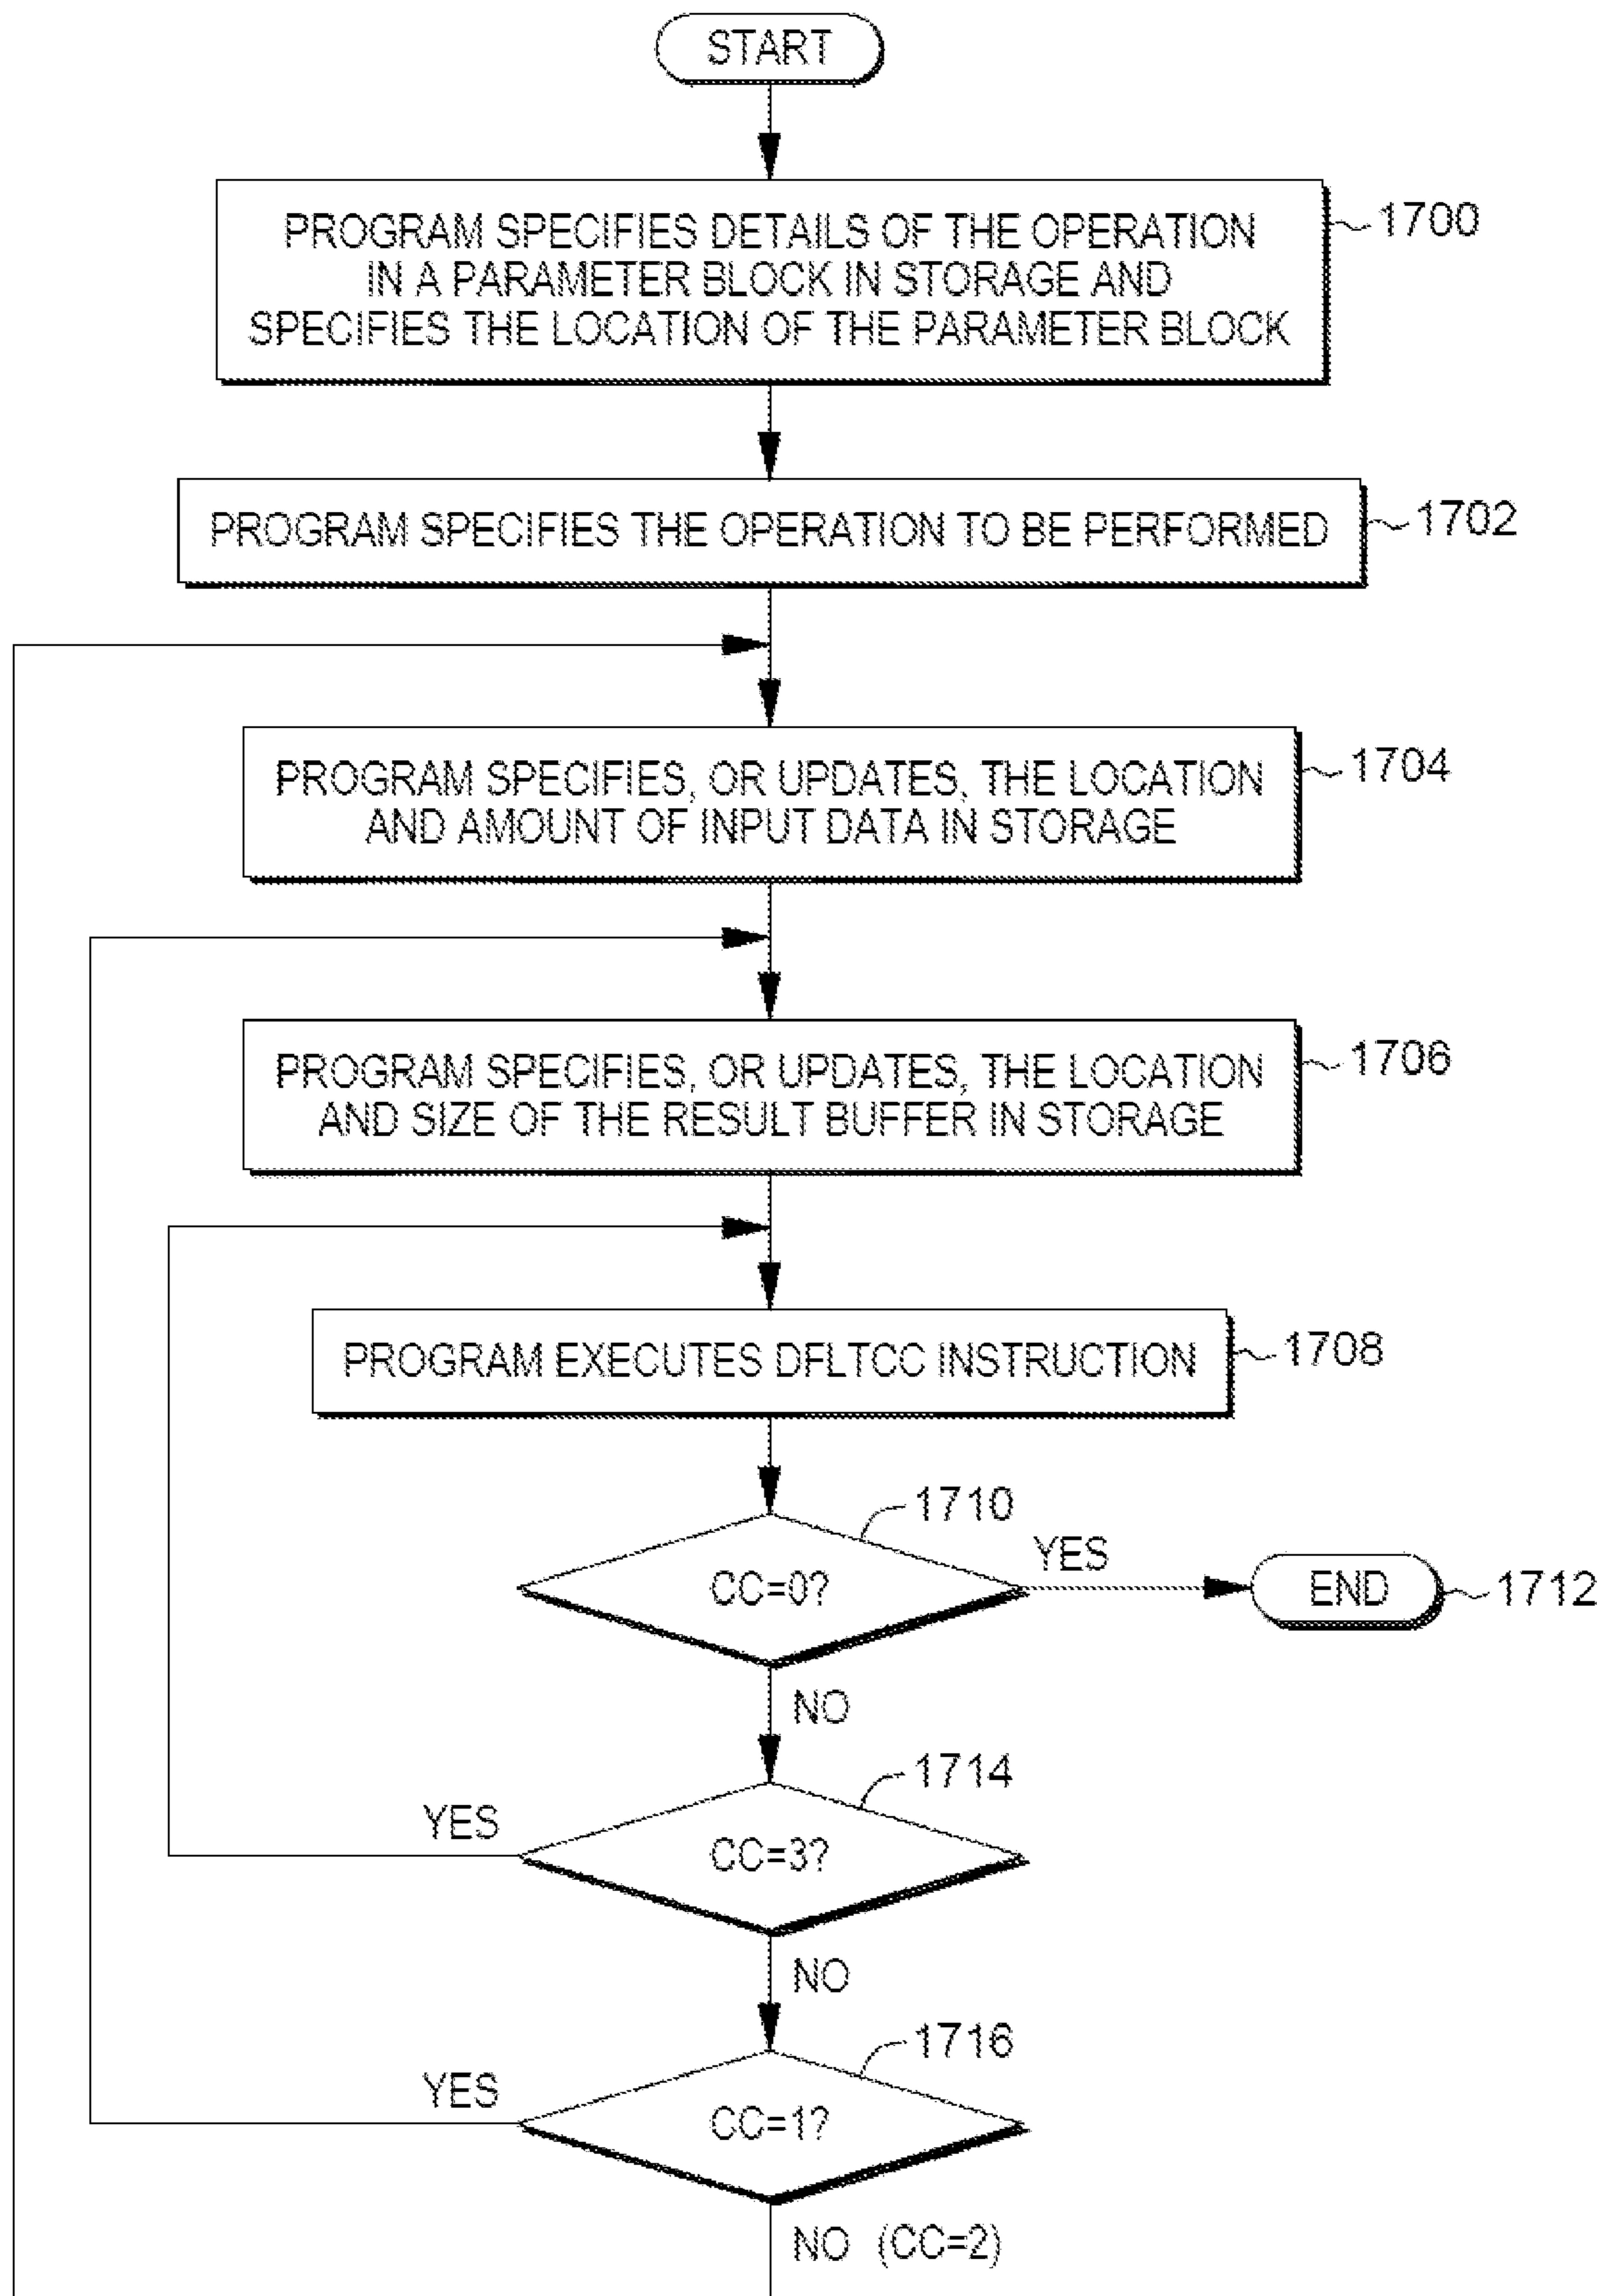 START
PROGRAM SPECIFIES DETAILS OF THE OPERATION
IN A PARAMETER BLOCK IN STORAGE AND
SPECIFIES THE LOCATION OF THE PARAMETER BLOCK
1700
PROGRAM SPECIFIES THE OPERATION TO BE PERFORMED
1702
PROGRAM SPECIFIES, OR UPDATES, THE LOCATION
AND AMOUNT OF INPUT DATA IN STORAGE
1704
PROGRAM SPECIFIES, OR UPDATES, THE LOCATION
AND SIZE OF THE RESULT BUFFER IN STORAGE
1706
PROGRAM EXECUTES DFLTCC INSTRUCTION
1708
1710
CC=0?
YES
END
1712
NO
1714
YES
CC=3?
NO
1716
YES
CC=1?
NO (CC=2)